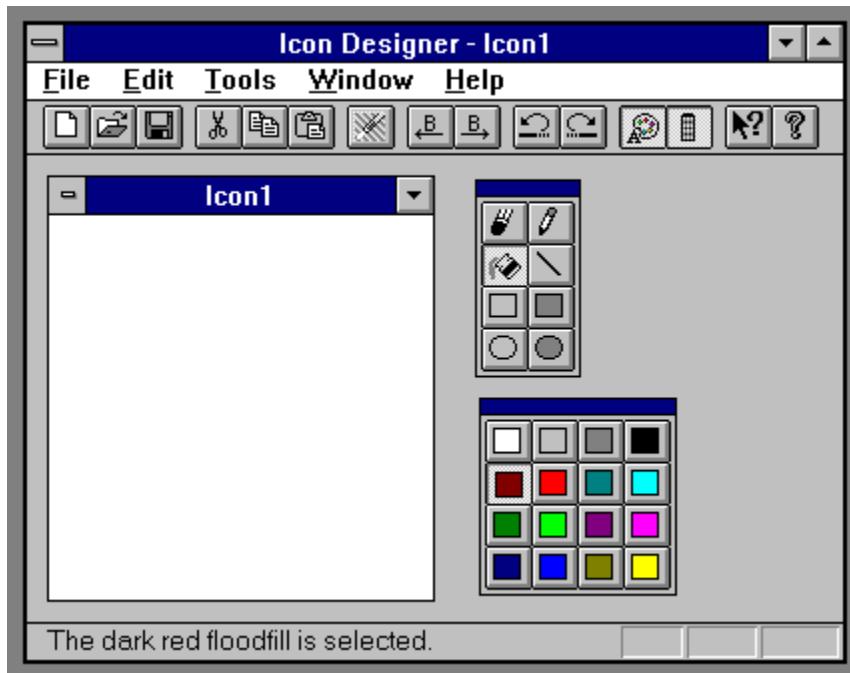 Icon Designer - Icon1
File Edit Tools Window Help
B B A ? ?
Icon1
The dark red floodfill is selected.